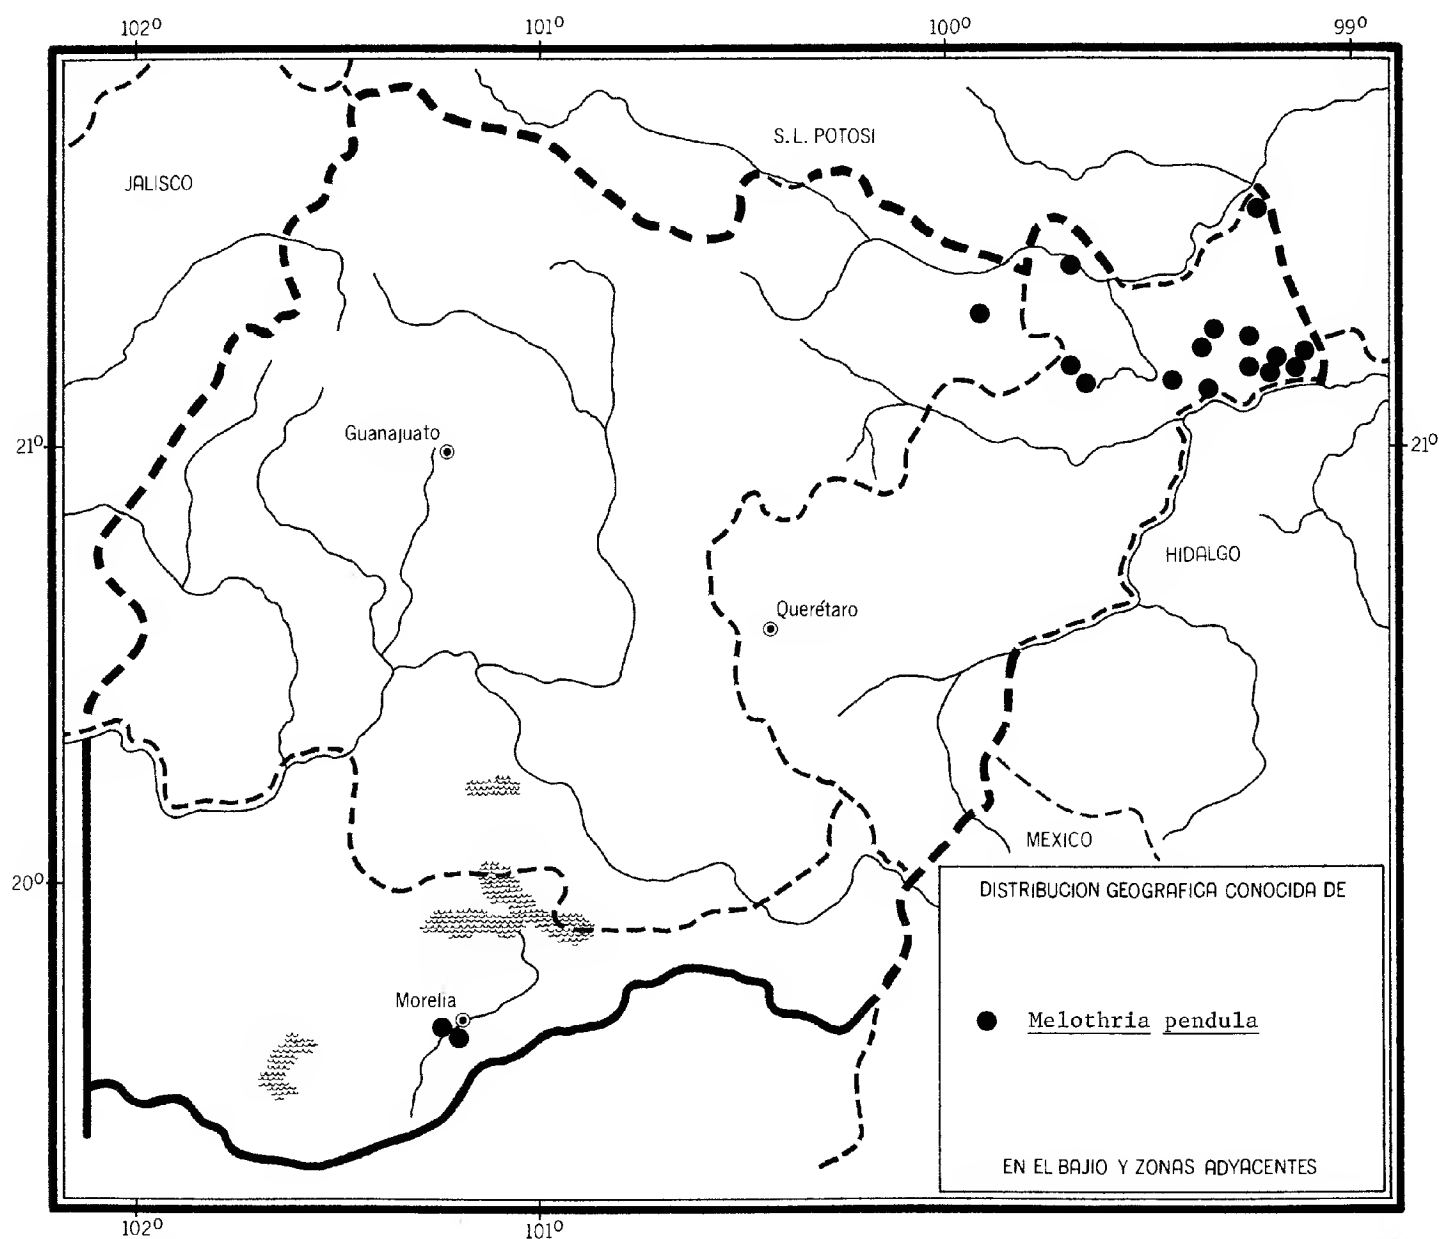 102º 101º 100º 99º
S.L. POTOSI
JALISCO
Guanajuato
21º 21º
HIDALGO
Querétaro
MEXICO
20º
DISTRIBUCION GEOGRAFICA CONOCIDA DE
Morelia
Melothria pendula
EN EL BAJIO Y ZONAS ADYACENTES
102º 101º